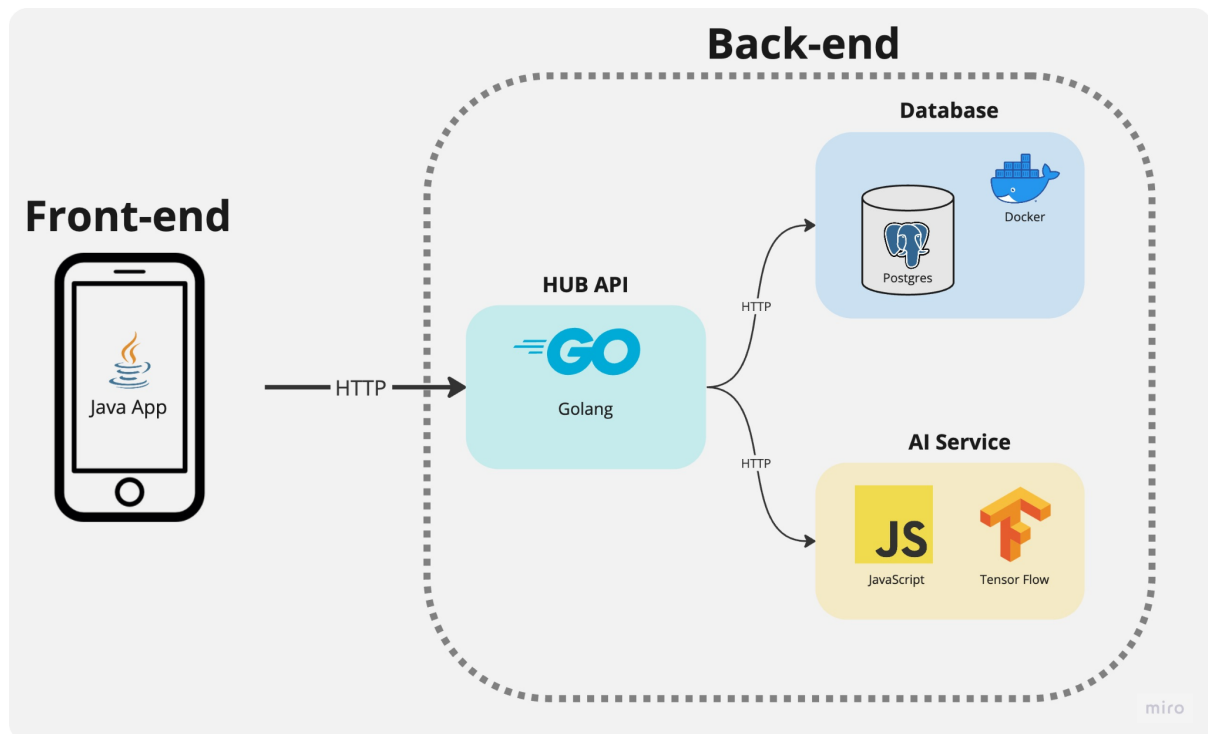 Back-end
Database
Docker
Postgres
Front-end
Java App
HTTP
HUB API
GO
Golang
HTTP
HTTP
AI Service
JS
JavaScript
Tensor Flow
miro